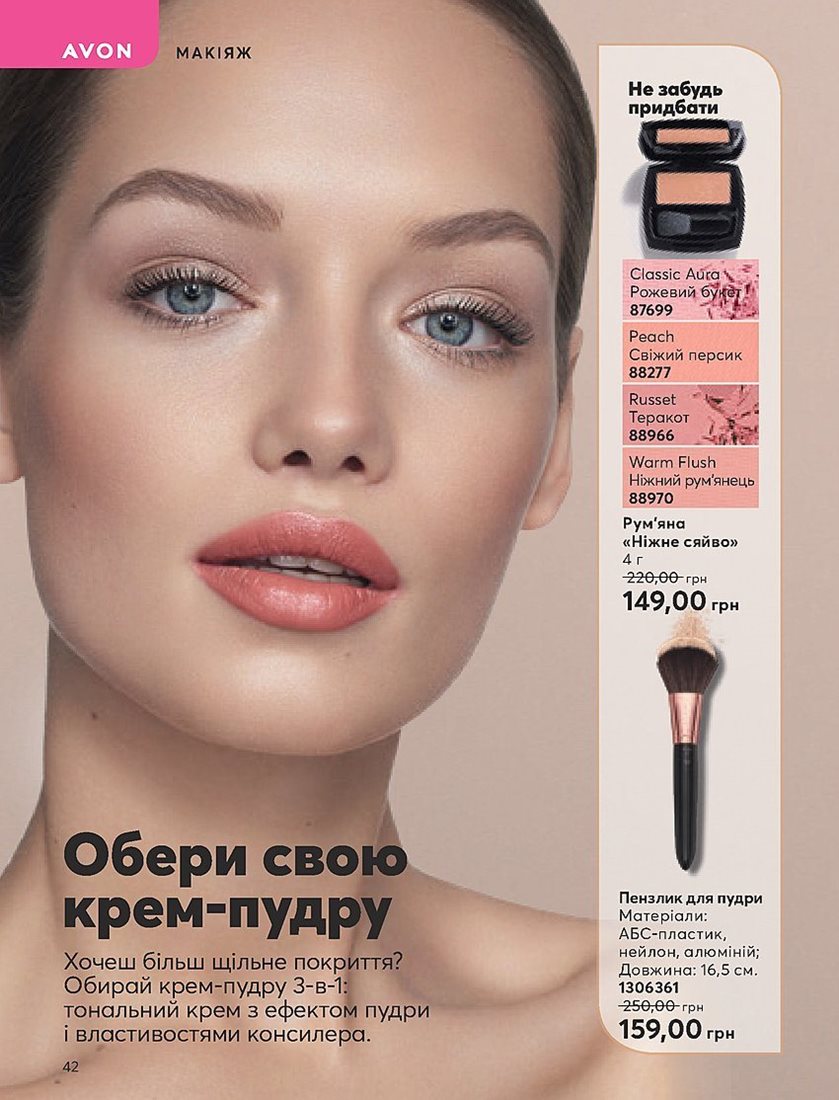 AVON
МАКІЯЖ
Не забудь
придбати
Classic Aura
Рожевий букет
87699
Peach
Свіжий персик
88277
Russet
Теракот
88966
Warm Flush
Ніжний рум'янець
88970
Рум'яна
«Ніжне сяйво»
4 г
220,00 грн
149,00 грн
Пензлик для пудри
Матеріали:
АБС-пластик,
нейлон, алюміній;
Довжина: 16,5 см.
1306361
250,00 грн
159,00 грн
Обери свою
крем-пудру
Хочеш більш щільне покриття?
Обирай крем-пудру 3-в-1:
тональний крем з ефектом пудри
і властивостями консилера.
42